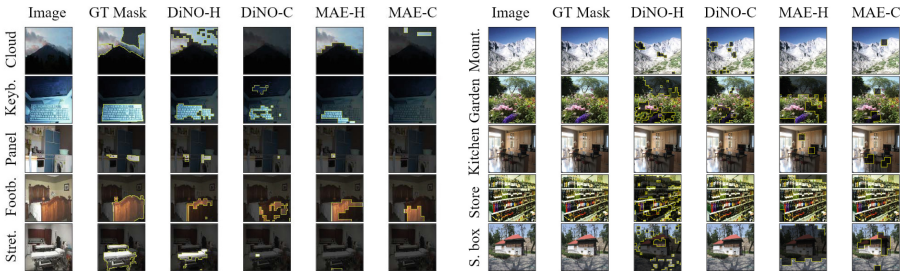 Image GT Mask DiNO-H DiNO-C MAE-H MAE-C
Cloud
Keyb.
Panel
Footb.
Stret.
Image GT Mask DiNO-H DiNO-C MAE-H MAE-C
Mount.
Garden
Kitchen
Store
S. box